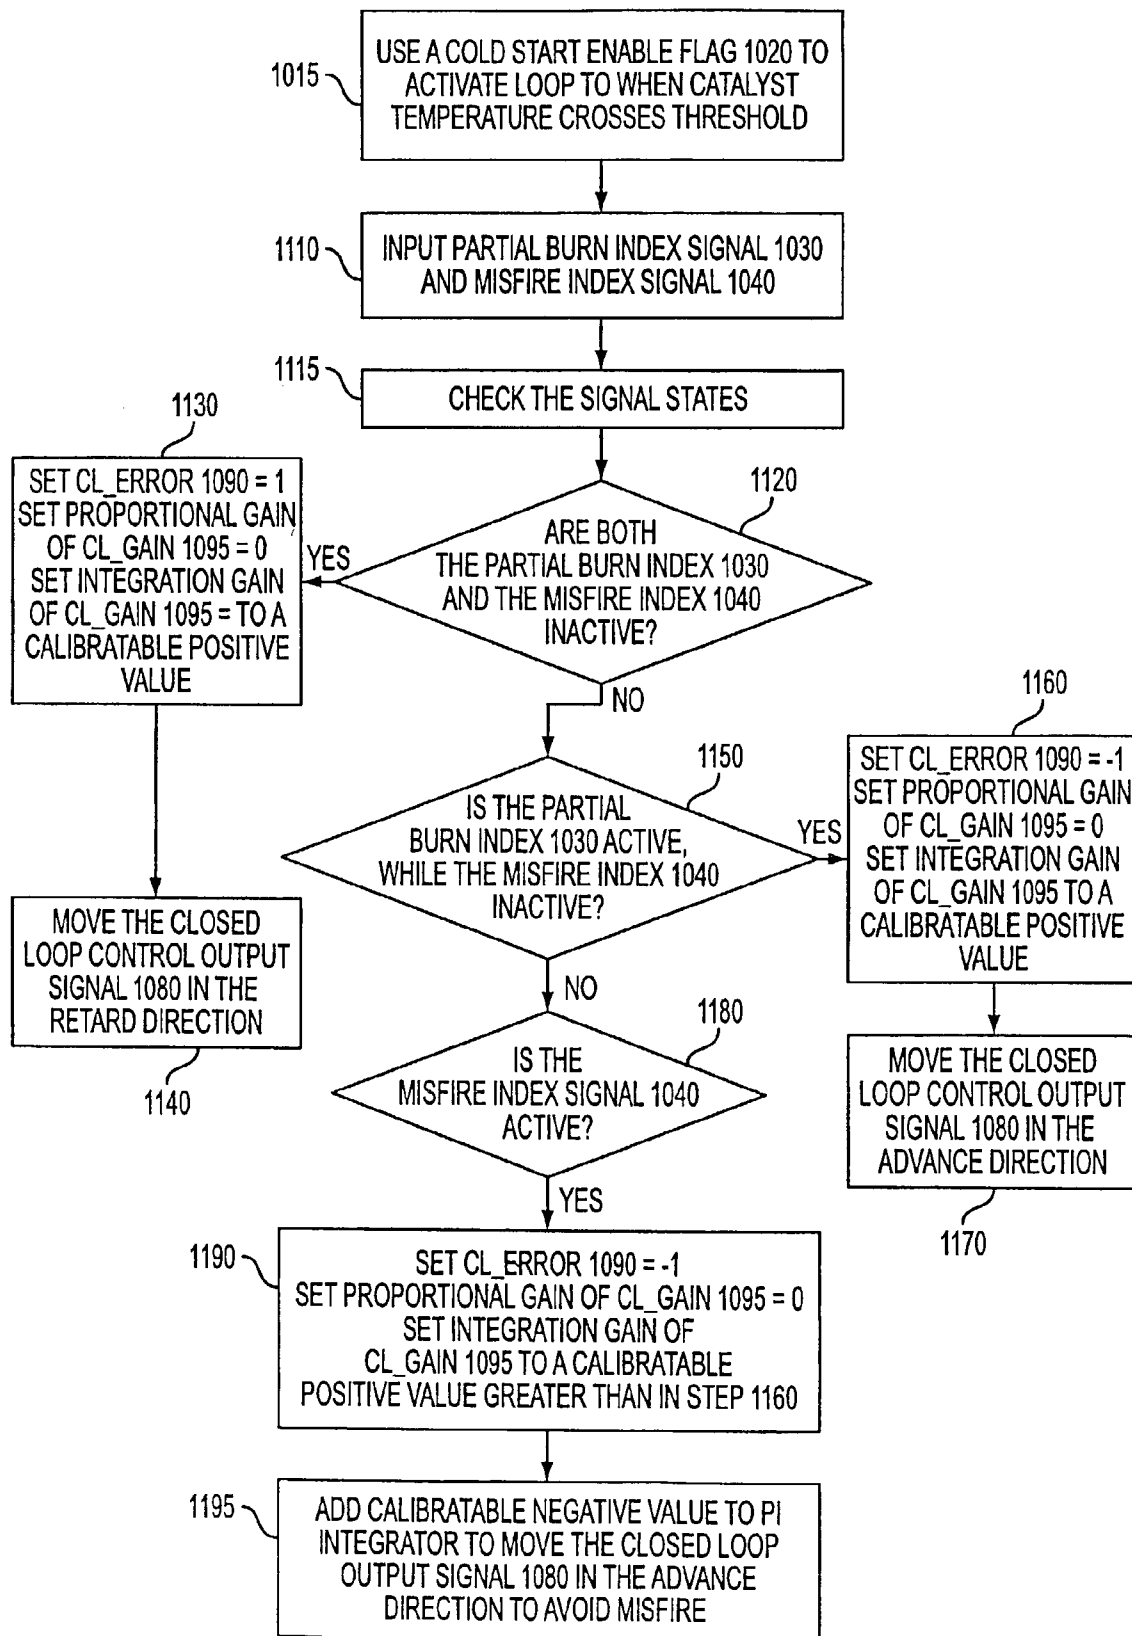 1015
USE A COLD START ENABLE FLAG 1020 TO
ACTIVATE LOOP TO WHEN CATALYST
TEMPERATURE CROSSES THRESHOLD
1110
INPUT PARTIAL BURN INDEX SIGNAL 1030
AND MISFIRE INDEX SIGNAL 1040
1115
CHECK THE SIGNAL STATES
1120
ARE BOTH
THE PARTIAL BURN INDEX 1030
AND THE MISFIRE INDEX 1040
INACTIVE?
YES
1130
SET CL_ERROR 1090 = 1
SET PROPORTIONAL GAIN
OF CL_GAIN 1095 = 0
SET INTEGRATION GAIN
OF CL_GAIN 1095 = TO A
CALIBRATABLE POSITIVE
VALUE
MOVE THE CLOSED
LOOP CONTROL OUTPUT
SIGNAL 1080 IN THE
RETARD DIRECTION
1140
NO
1150
IS THE PARTIAL
BURN INDEX 1030 ACTIVE,
WHILE THE MISFIRE INDEX 1040
INACTIVE?
YES
1160
SET CL_ERROR 1090 = -1
SET PROPORTIONAL GAIN
OF CL_GAIN 1095 = 0
SET INTEGRATION GAIN
OF CL_GAIN 1095 TO A
CALIBRATABLE POSITIVE
VALUE
MOVE THE CLOSED
LOOP CONTROL OUTPUT
SIGNAL 1080 IN THE
ADVANCE DIRECTION
1170
NO
1180
IS THE
MISFIRE INDEX SIGNAL 1040
ACTIVE?
YES
1190
SET CL_ERROR 1090 = -1
SET PROPORTIONAL GAIN OF CL_GAIN 1095 = 0
SET INTEGRATION GAIN OF
CL_GAIN 1095 TO A CALIBRATABLE
POSITIVE VALUE GREATER THAN IN STEP 1160
1195
ADD CALIBRATABLE NEGATIVE VALUE TO PI
INTEGRATOR TO MOVE THE CLOSED LOOP
OUTPUT SIGNAL 1080 IN THE ADVANCE
DIRECTION TO AVOID MISFIRE